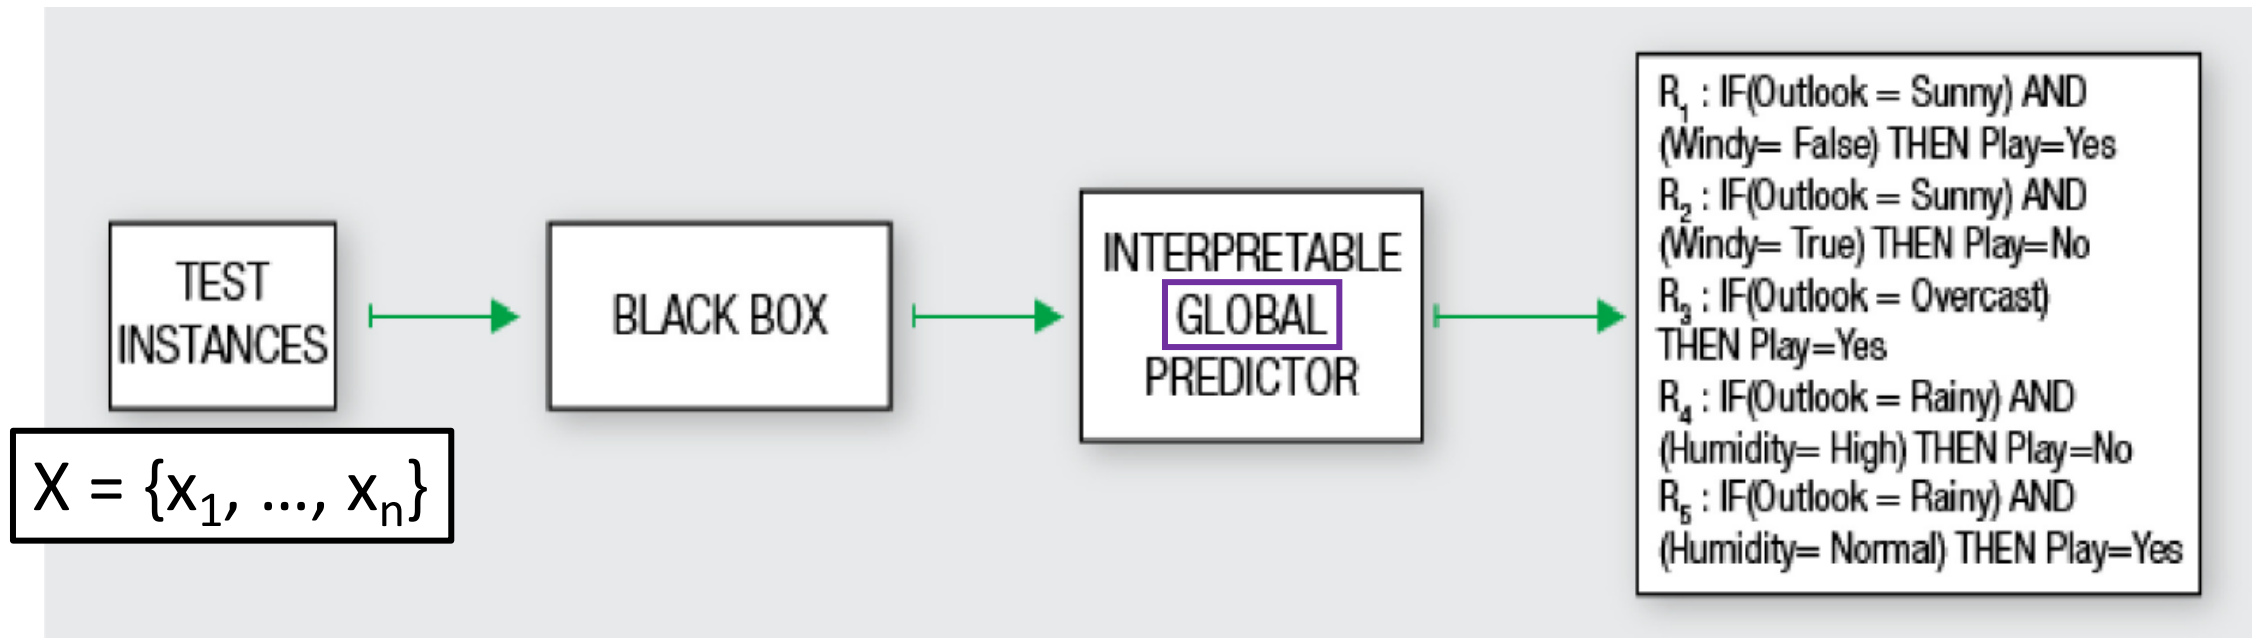 TEST
INSTANCES
X = {x₁, ..., xₙ}
BLACK BOX
INTERPRETABLE
GLOBAL
PREDICTOR
R₁ : IF(Outlook = Sunny) AND
(Windy= False) THEN Play=Yes
R₂ : IF(Outlook = Sunny) AND
(Windy= True) THEN Play=No
R₃ : IF(Outlook = Overcast)
THEN Play=Yes
R₄ : IF(Outlook = Rainy) AND
(Humidity= High) THEN Play=No
R₅ : IF(Outlook = Rainy) AND
(Humidity= Normal) THEN Play=Yes